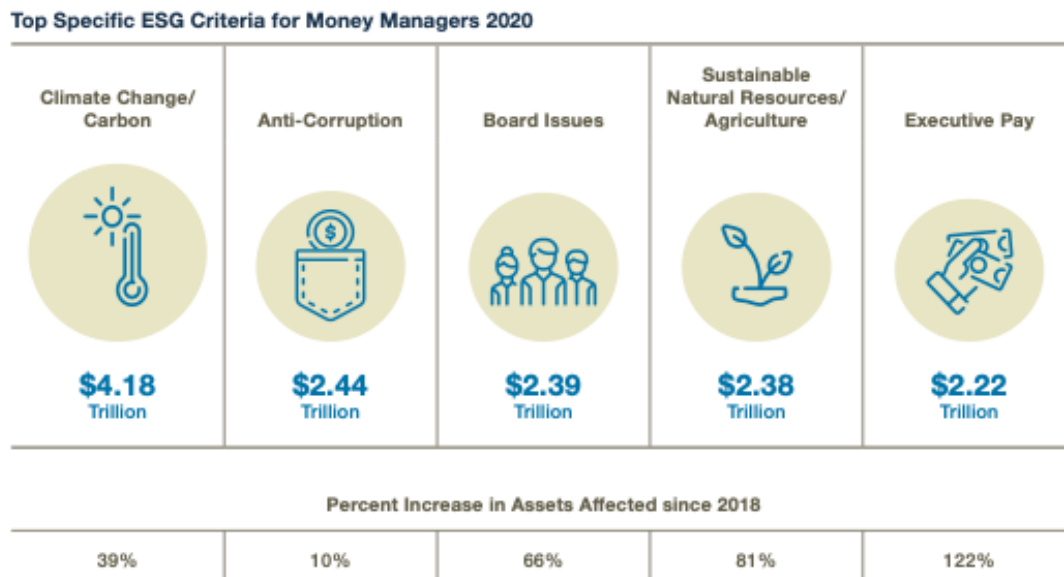 Top Specific ESG Criteria for Money Managers 2020
Climate Change/
Carbon
Anti-Corruption
Board Issues
Sustainable
Natural Resources/
Agriculture
Executive Pay
$
$4.18
Trillion
$2.44
Trillion
$2.39
Trillion
$2.38
Trillion
$2.22
Trillion
Percent Increase in Assets Affected since 2018
39%
10%
66%
81%
122%